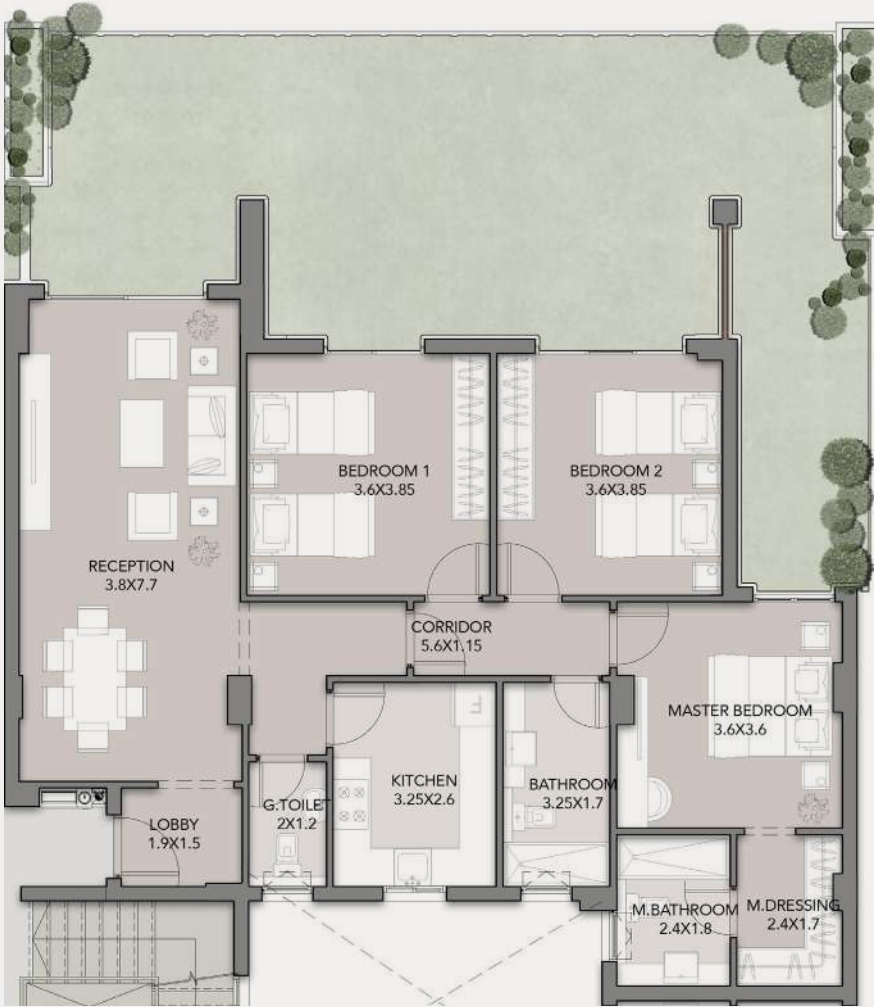 BEDROOM 1
3.6X3.85
BEDROOM 2
3.6X3.85
RECEPTION
3.8X7.7
CORRIDOR
5.6X1.15
MASTER BEDROOM
3.6X3.6
KITCHEN
3.25X2.6
BATHROOM
3.25X1.7
G.TOILET
2X1.2
LOBBY
1.9X1.5
M.BATHROOM
2.4X1.8
M.DRESSING
2.4X1.7